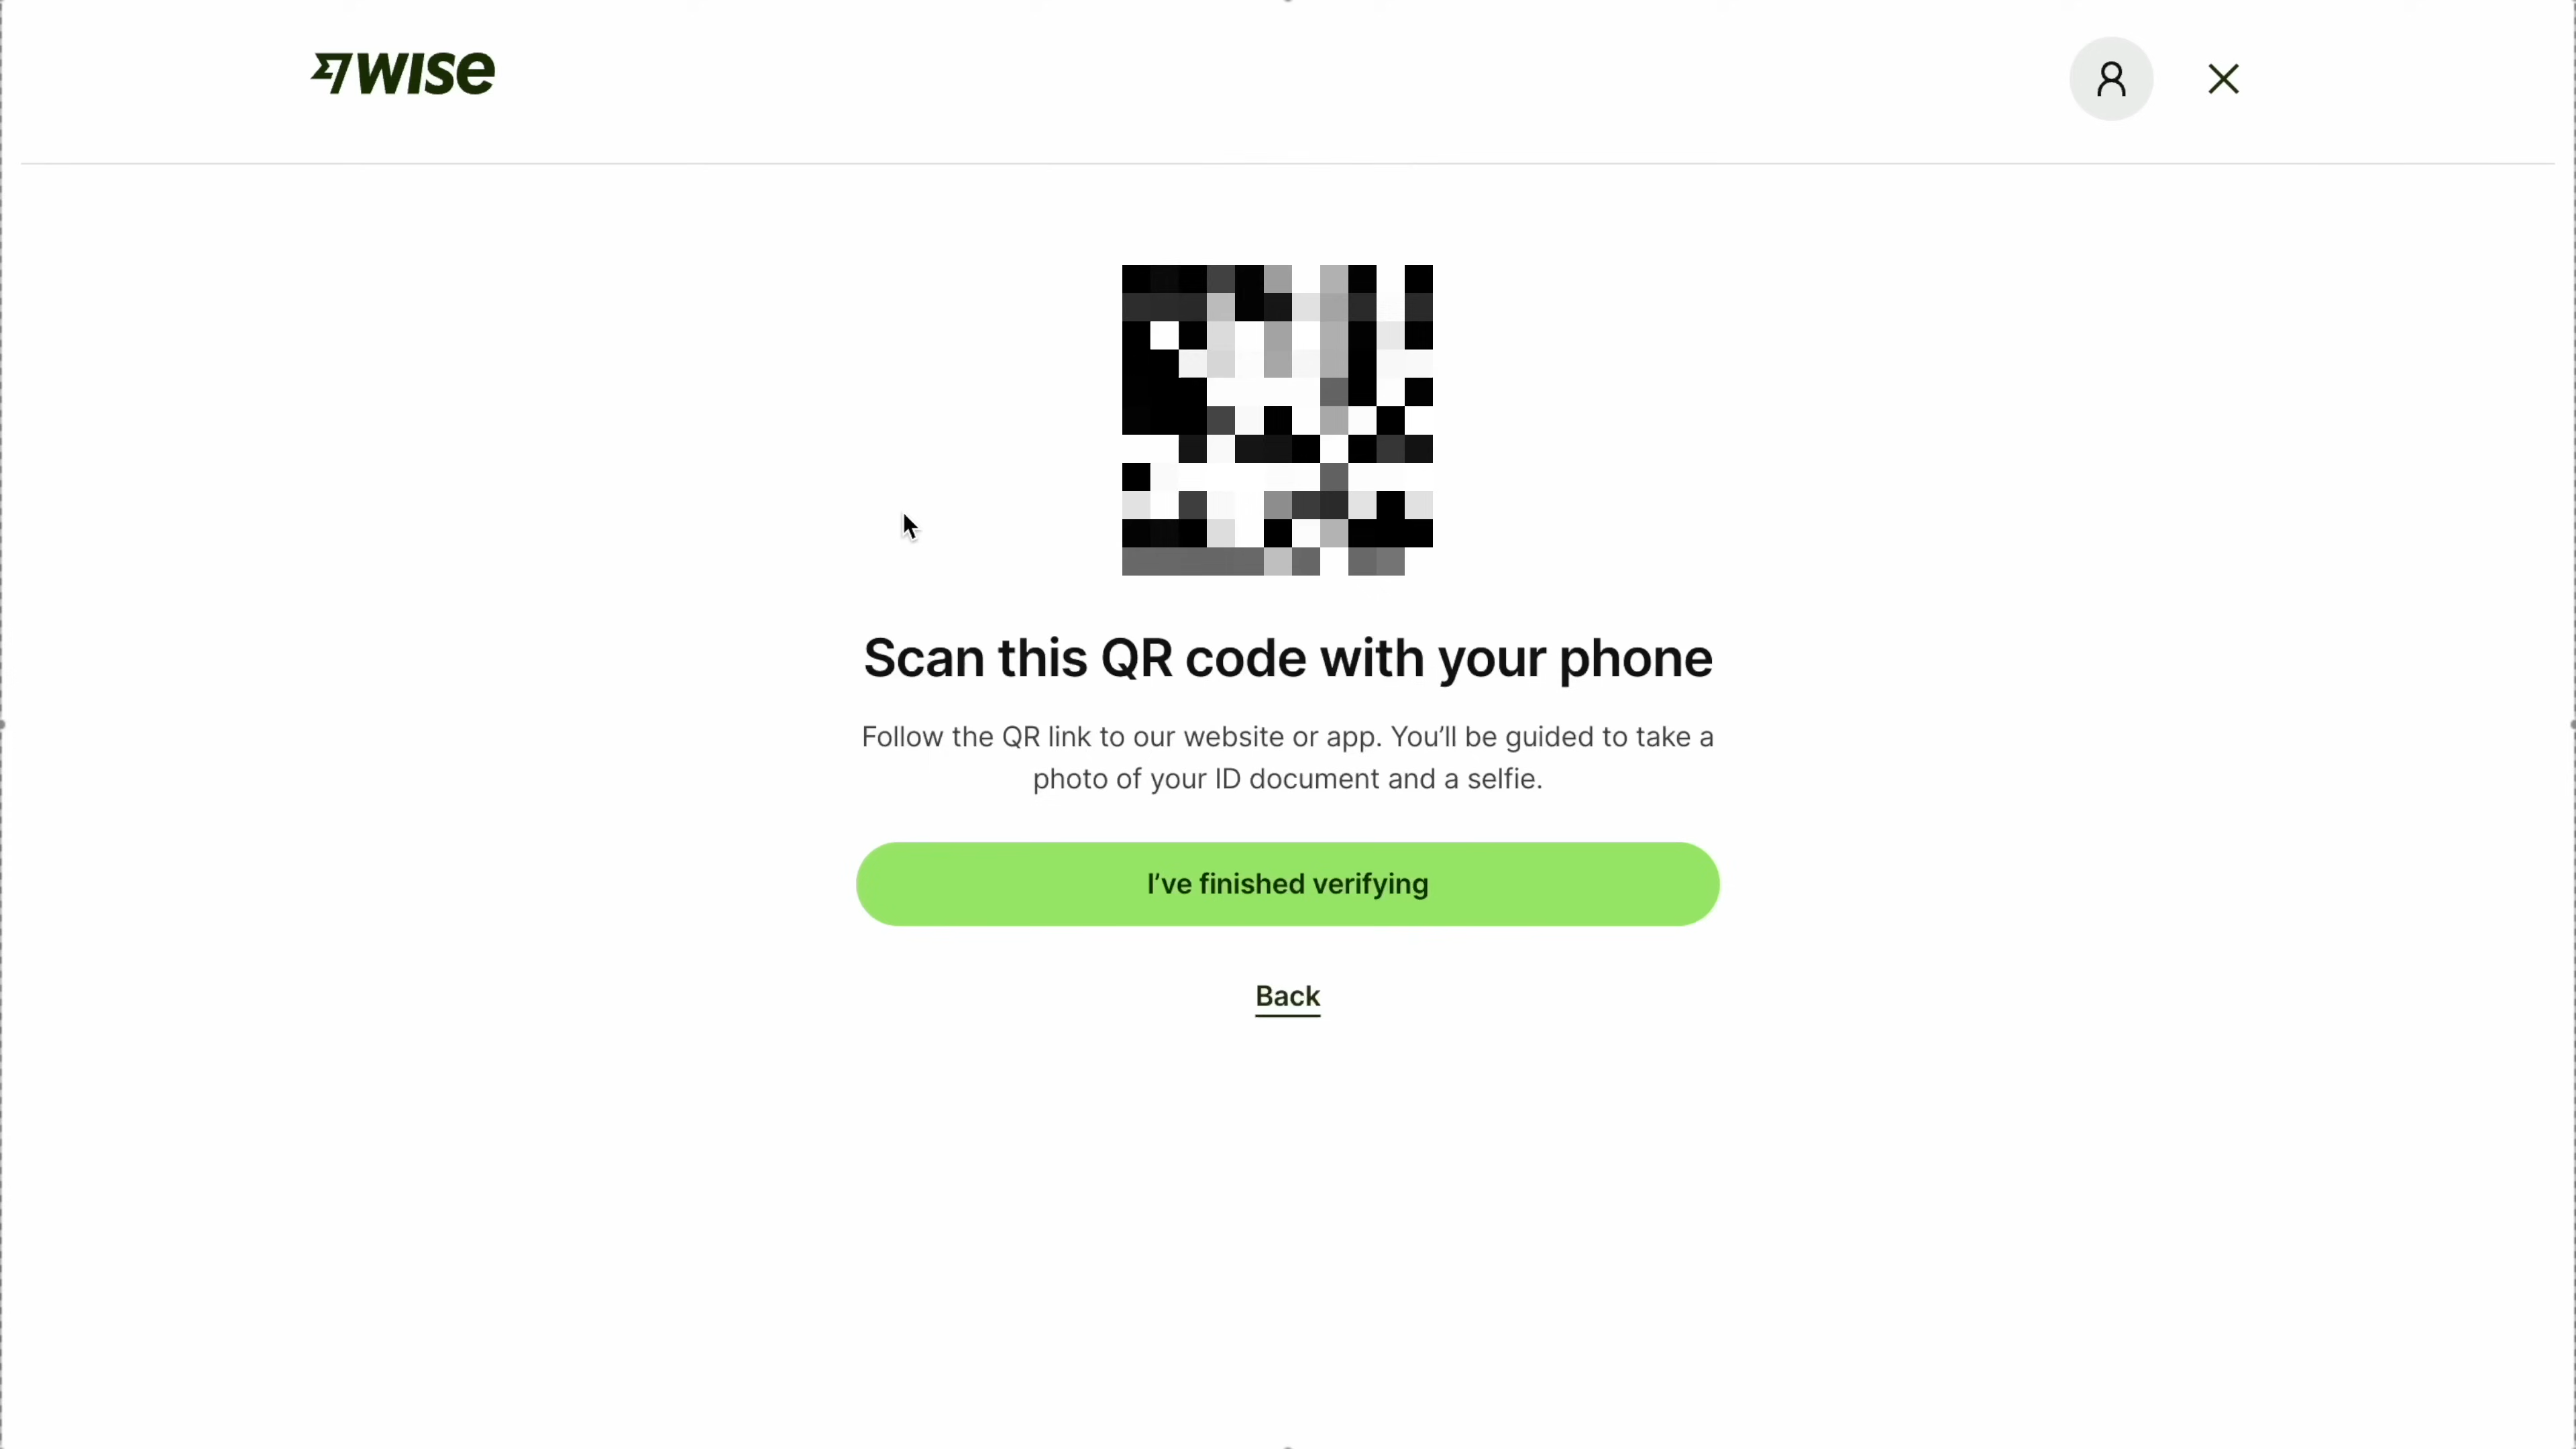 WISE
Scan this QR code with your phone
Follow the QR link to our website or app. You’ll be guided to take a
photo of your ID document and a selfie.
I’ve finished verifying
Back